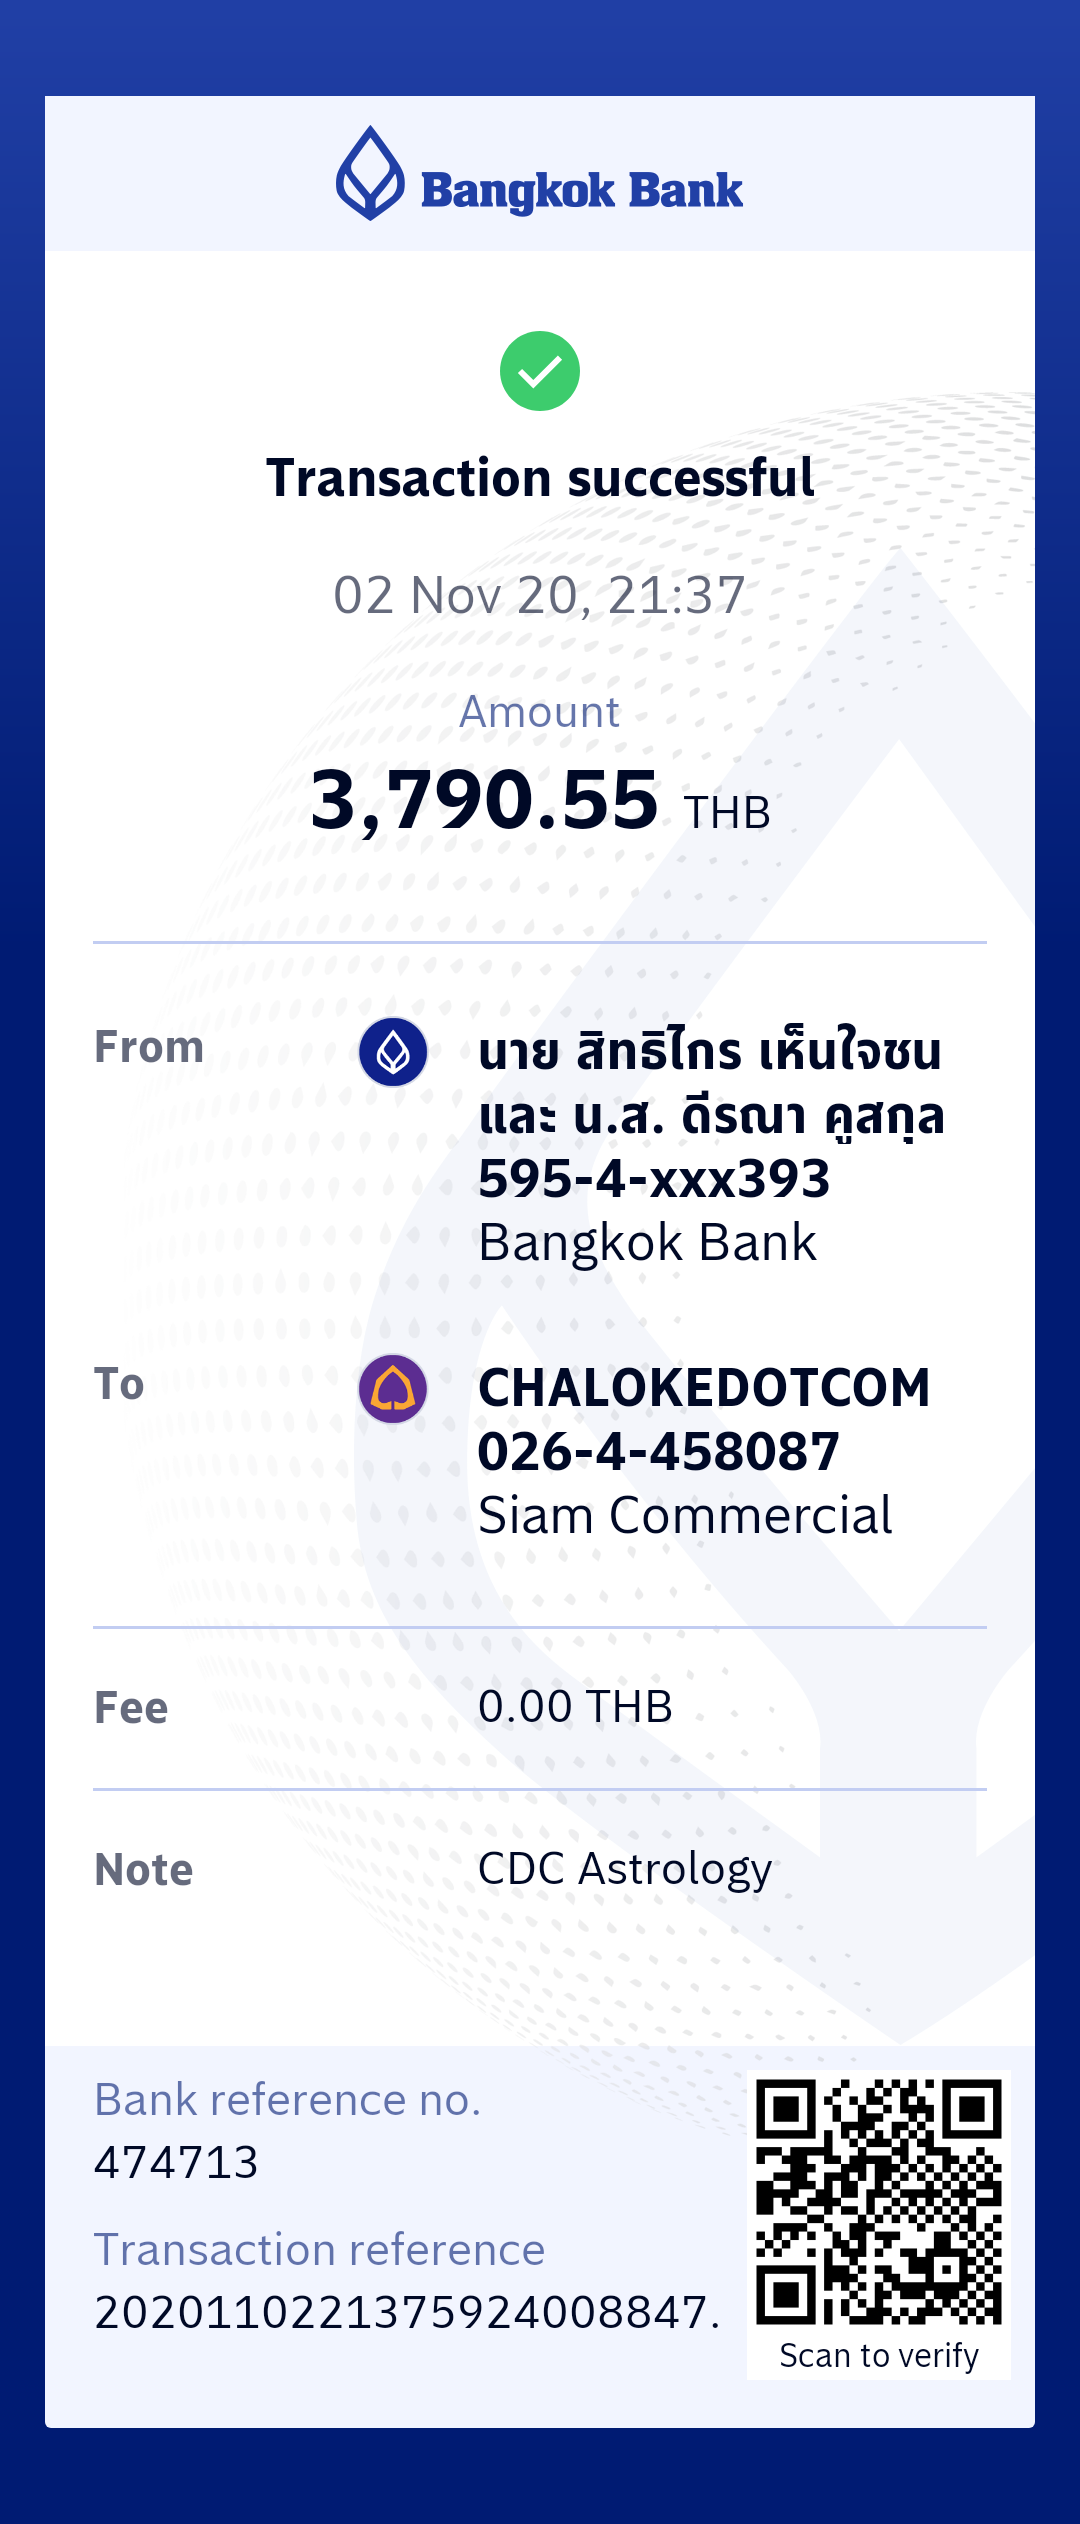 Bangkok Bank
Transaction successful
02 Nov 20, 21:37
Amount
3,790.55 THB
From
นาย สิทธิไกร เห็นใจชน
และ น.ส. ดีรณา คูสกุล
595-4-xxx393
Bangkok Bank
To
CHALOKEDOTCOM
026-4-458087
Siam Commercial
Fee 0.00 THB
Note CDC Astrology
Bank reference no.
474713
Transaction reference
2020110221375924008847.
Scan to verify